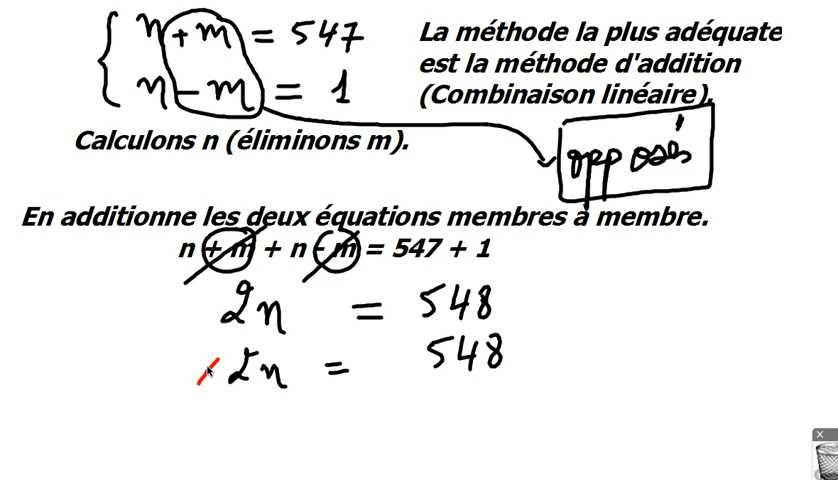 n + m = 547
n - m = 1
La méthode la plus adéquate
est la méthode d'addition
(Combinaison linéaire).
opposés
Calculons n (éliminons m).
En additionne les deux équations membres à membre.
n + m + n - m = 547 + 1
2n = 548
2n = 548
x